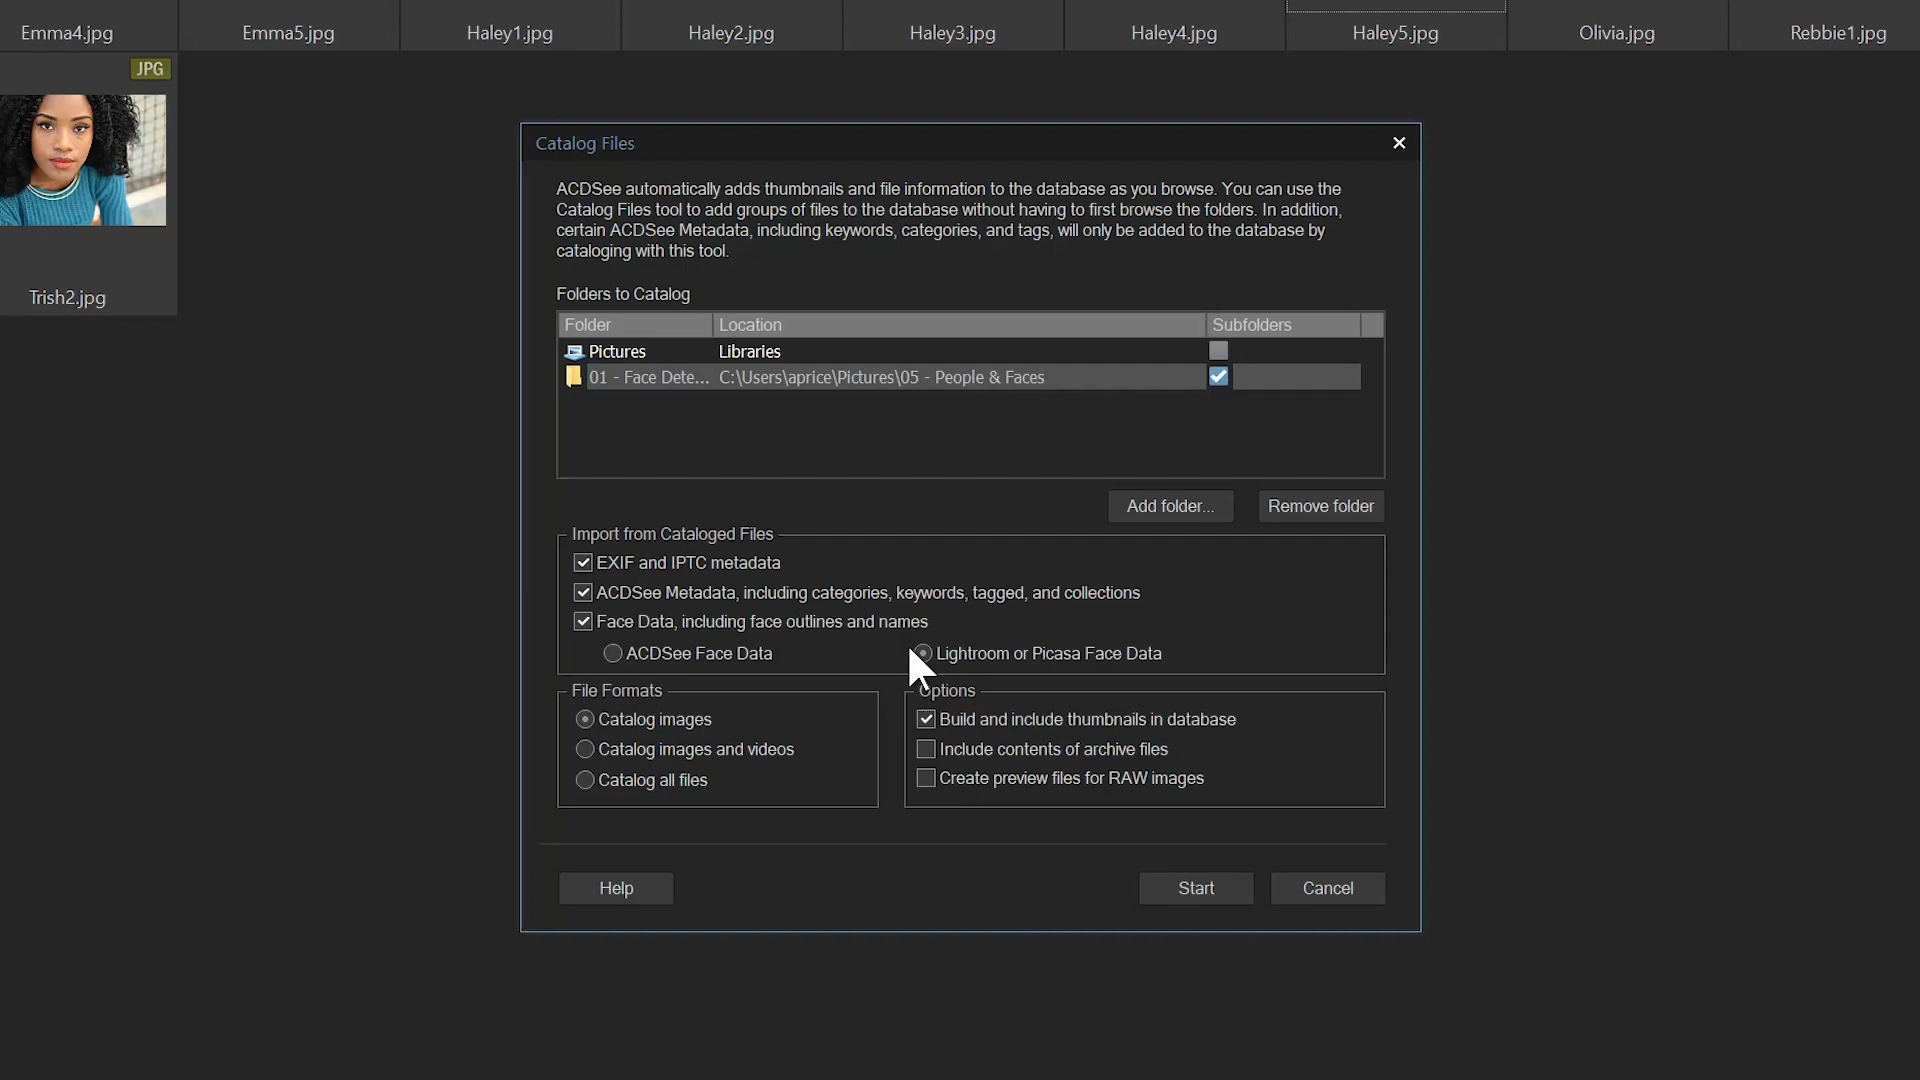 Emma4.jpg
Emma5.jpg
Haley1.jpg
Haley2.jpg
Haley3.jpg
Haley4.jpg
Haley5.jpg
Olivia.jpg
Rebbie1.jpg
JPG
Trish2.jpg
Catalog Files
ACDSee automatically adds thumbnails and file information to the database as you browse. You can use the
Catalog Files tool to add groups of files to the database without having to first browse the folders. In addition,
certain ACDSee Metadata, including keywords, categories, and tags, will only be added to the database by
cataloging with this tool.
Folders to Catalog
Folder Location Subfolders
Pictures Libraries
01 - Face Dete... C:\Users\aprice\Pictures\05 - People & Faces
Add folder... Remove folder
Import from Cataloged Files
EXIF and IPTC metadata
ACDSee Metadata, including categories, keywords, tagged, and collections
Face Data, including face outlines and names
ACDSee Face Data Lightroom or Picasa Face Data
File Formats
Catalog images
Catalog images and videos
Catalog all files
Options
Build and include thumbnails in database
Include contents of archive files
Create preview files for RAW images
Help Start Cancel